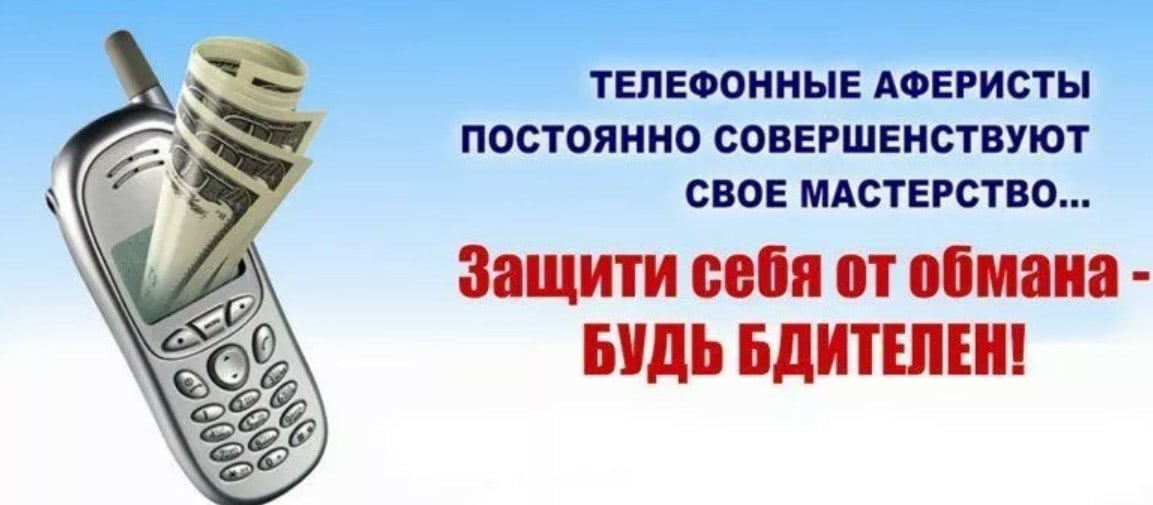 ТЕЛЕФОННЫЕ АФЕРИСТЫ
ПОСТОЯННО СОВЕРШЕНСТВУЮТ
СВОЕ МАСТЕРСТВО...
Защити себя от обмана -
БУДЬ БДИТЕЛЕН!